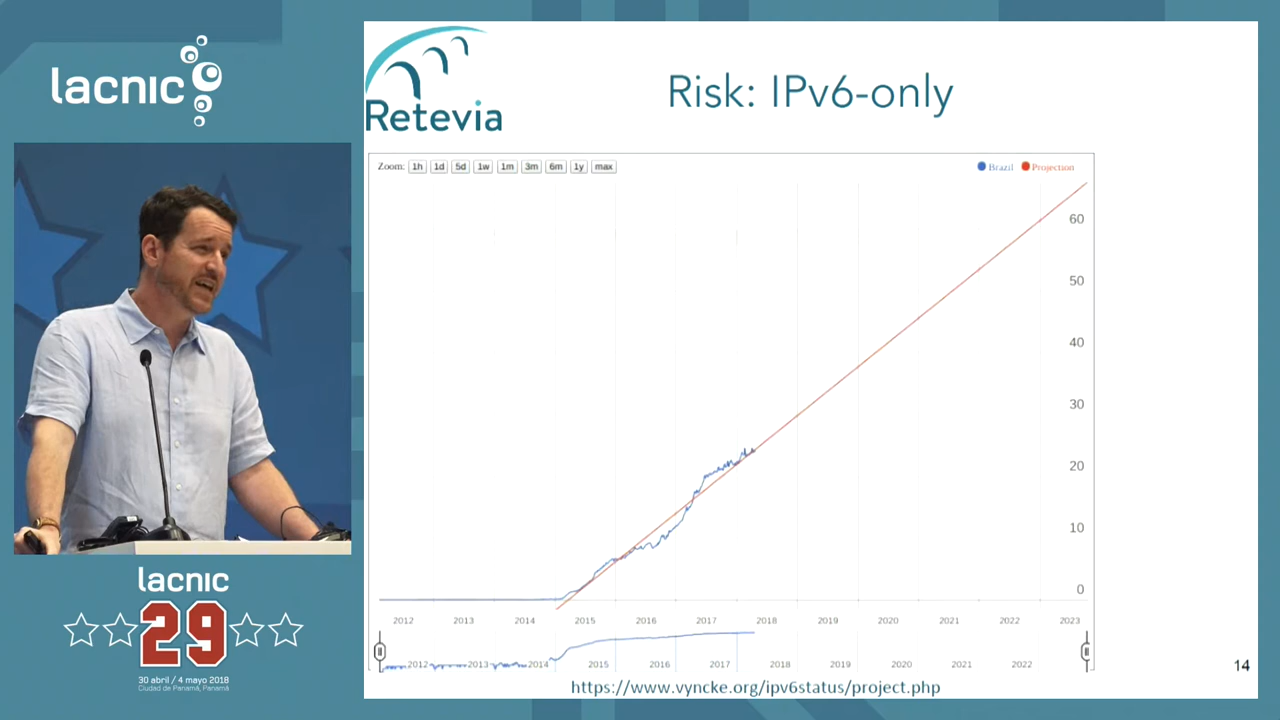 lacnic
Retevia
Risk: IPv6-only
Zoom: 1h 1d 5d 1w 1m 3m 6m 1y max
Brazil Projection
60
50
40
30
20
10
0
2012 2013 2014 2015 2016 2017 2018 2019 2020 2021 2022 2023
2012 2013 2014 2015 2016 2017 2018 2019 2020 2021 2022
https://www.vyncke.org/ipv6status/project.php
14
lacnic
29
30 abril / 4 mayo 2018
Ciudad de Panamá, Panamá